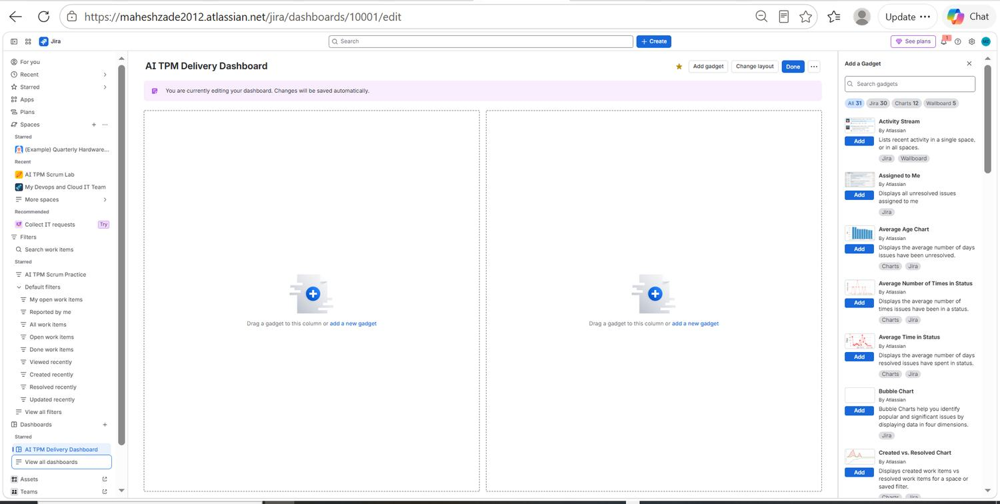 https://maheshzade2012.atlassian.net/jira/dashboards/10001/edit
Update
Chat
Jira
Search
+ Create
See plans
1
MZ
For you
Recent
Starred
Apps
Plans
Spaces
Starred
(Example) Quarterly Hardware...
Recent
AI TPM Scrum Lab
My Devops and Cloud IT Team
More spaces
Recommended
Collect IT requests
Try
Filters
Search work items
Starred
AI TPM Scrum Practice
Default filters
My open work items
Reported by me
All work items
Open work items
Done work items
Viewed recently
Created recently
Resolved recently
Updated recently
View all filters
Dashboards
Starred
AI TPM Delivery Dashboard
View all dashboards
Assets
Teams
AI TPM Delivery Dashboard
Add gadget
Change layout
Done
You are currently editing your dashboard. Changes will be saved automatically.
Drag a gadget to this column or add a new gadget
Drag a gadget to this column or add a new gadget
Add a Gadget
Search gadgets
All 31
Jira 30
Charts 12
Wallboard 5
Activity Stream
By Atlassian
Add
Lists recent activity in a single space,
or in all spaces.
Jira
Wallboard
Assigned to Me
By Atlassian
Add
Displays all unresolved issues
assigned to me
Jira
Average Age Chart
By Atlassian
Add
Displays the average number of days
issues have been unresolved.
Charts
Jira
Average Number of Times in Status
By Atlassian
Add
Displays the average number of
times issues have been in a status.
Charts
Jira
Average Time in Status
By Atlassian
Add
Displays the average number of days
resolved issues have spent in status.
Charts
Jira
Bubble Chart
By Atlassian
Add
Bubble Charts help you identify
popular and significant issues by
displaying data in four dimensions.
Jira
Created vs. Resolved Chart
By Atlassian
Add
Displays created work items vs
resolved work items for a space or
saved filter.
Charts
Jira